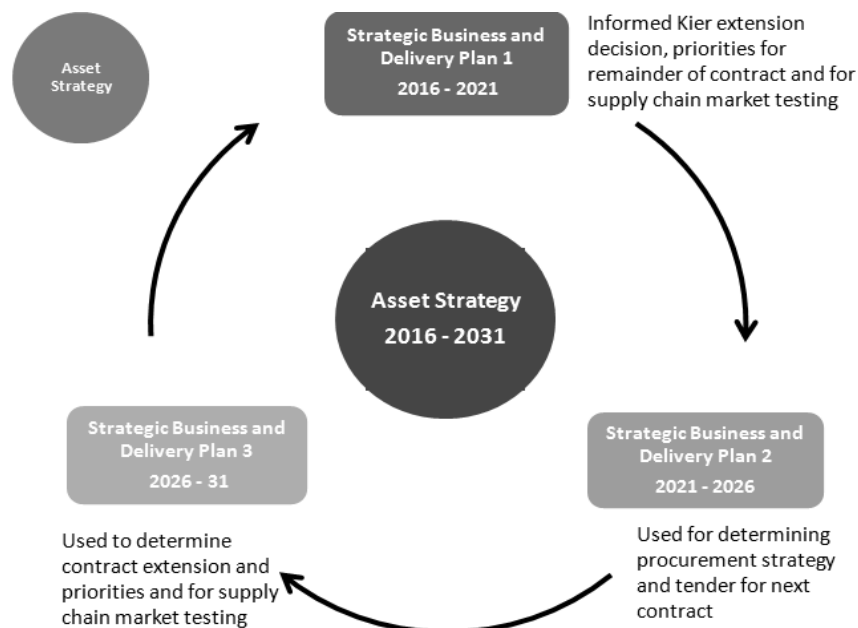 Asset
Strategy
Strategic Business and
Delivery Plan 1
2016 - 2021
Informed Kier extension
decision, priorities for
remainder of contract and for
supply chain market testing
Asset Strategy
2016 - 2031
Strategic Business and
Delivery Plan 3
2026 - 31
Strategic Business and
Delivery Plan 2
2021 - 2026
Used to determine
contract extension and
priorities and for supply
chain market testing
Used for determining
procurement strategy
and tender for next
contract